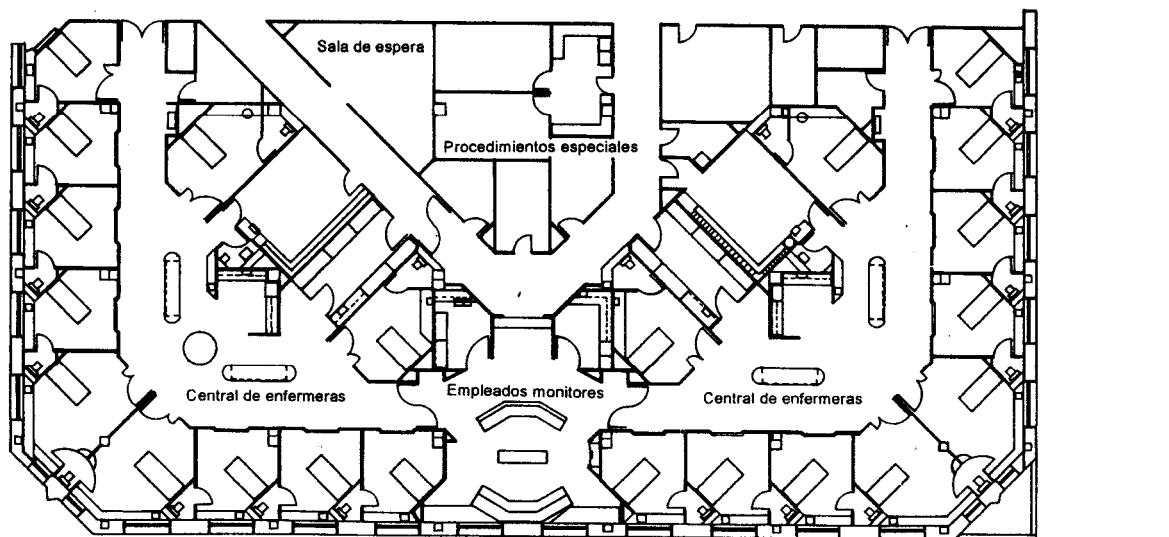 Sala de espera
Procedimientos especiales
Central de enfermeras
Empleados monitores
Central de enfermeras